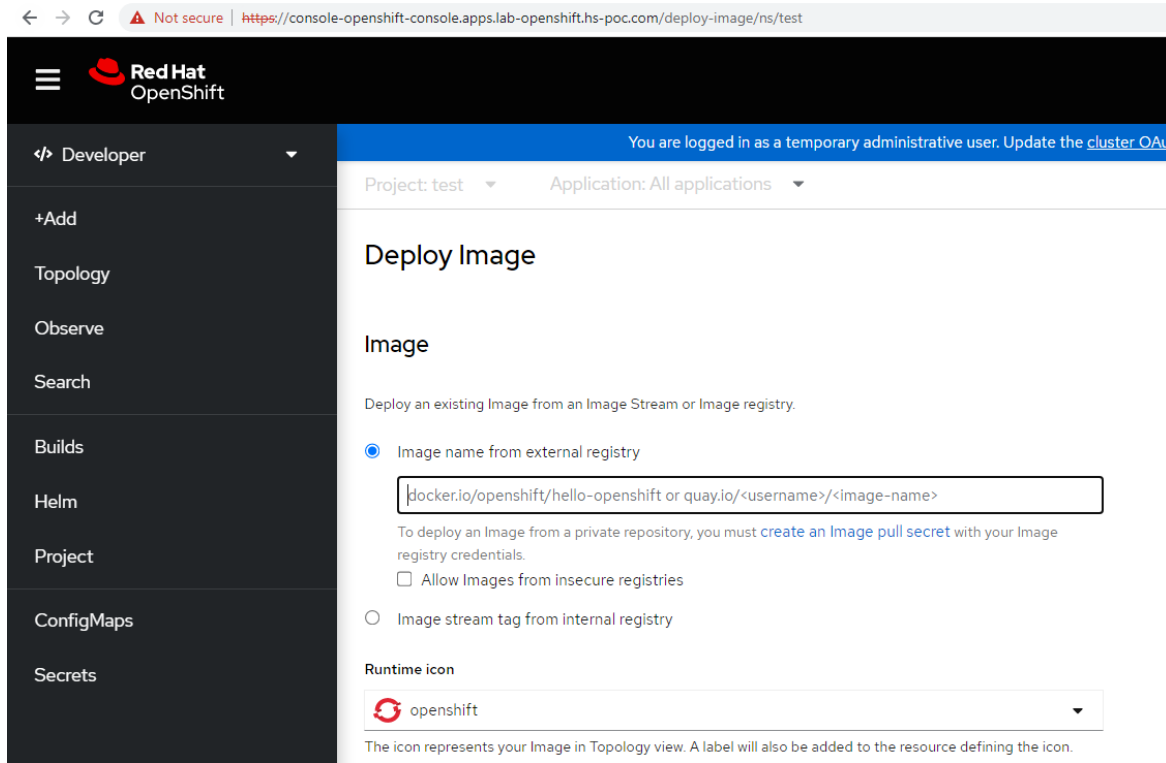 Not secure | https://console-openshift-console.apps.lab-openshift.hs-poc.com/deploy-image/ns/test
Red Hat
OpenShift
</> Developer
You are logged in as a temporary administrative user. Update the cluster OAu
Project: test
Application: All applications
+Add
Topology
Observe
Search
Builds
Helm
Project
ConfigMaps
Secrets
Deploy Image
Image
Deploy an existing Image from an Image Stream or Image registry.
Image name from external registry
docker.io/openshift/hello-openshift or quay.io/<username>/<image-name>
To deploy an Image from a private repository, you must create an Image pull secret with your Image
registry credentials.
Allow Images from insecure registries
Image stream tag from internal registry
Runtime icon
openshift
The icon represents your Image in Topology view. A label will also be added to the resource defining the icon.